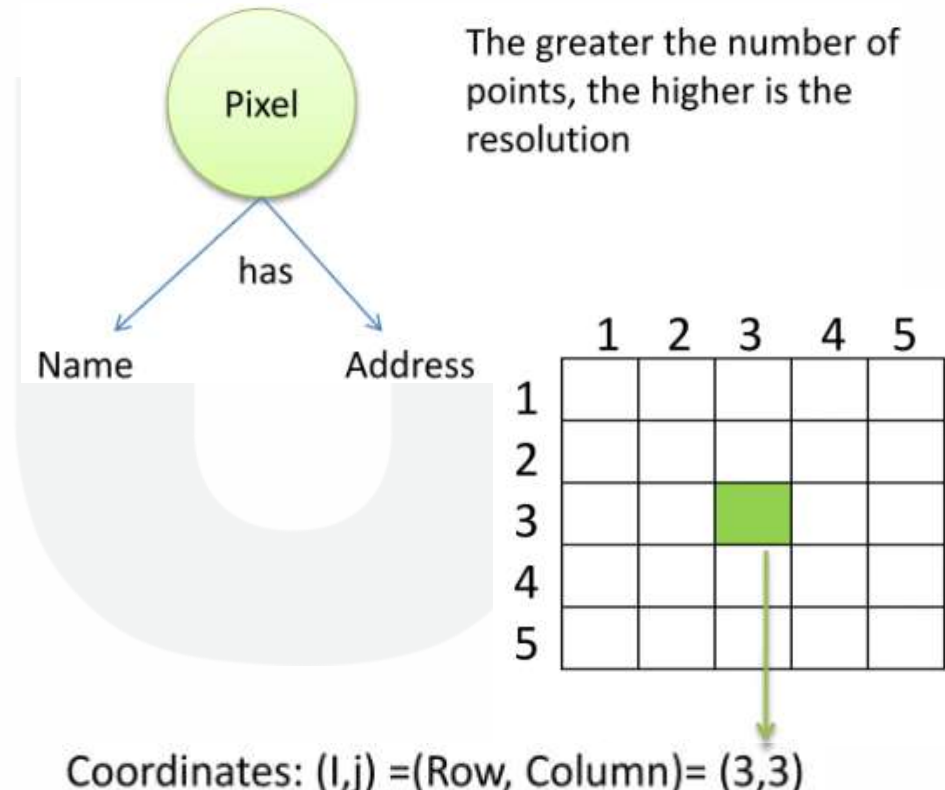 Pixel
The greater the number of
points, the higher is the
resolution
has
Name Address
1 2 3 4 5
1
2
3
4
5
Coordinates: (I,j) =(Row, Column)= (3,3)